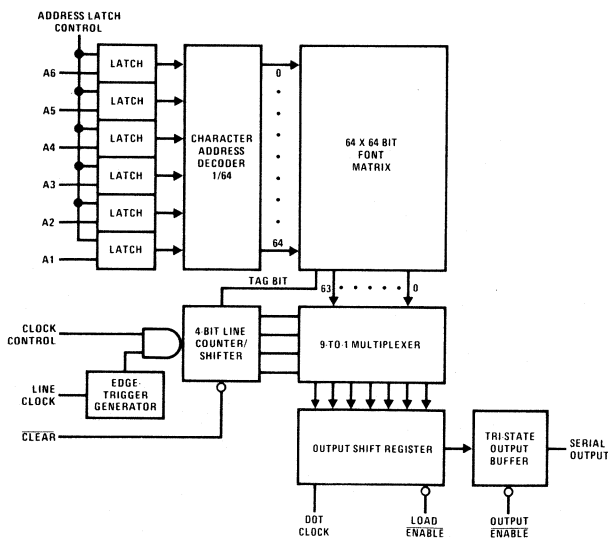 ADDRESS LATCH
CONTROL
A6
A5
A4
A3
A2
A1
LATCH
LATCH
LATCH
LATCH
LATCH
LATCH
CHARACTER
ADDRESS
DECODER
1/64
0
64
64 X 64 BIT
FONT
MATRIX
TAG BIT
63
0
CLOCK
CONTROL
LINE
CLOCK
EDGE-
TRIGGER
GENERATOR
CLEAR
4-BIT LINE
COUNTER/
SHIFTER
9-TO-1 MULTIPLEXER
OUTPUT SHIFT REGISTER
TRI-STATE
OUTPUT
BUFFER
SERIAL
OUTPUT
DOT
CLOCK
LOAD
ENABLE
OUTPUT
ENABLE